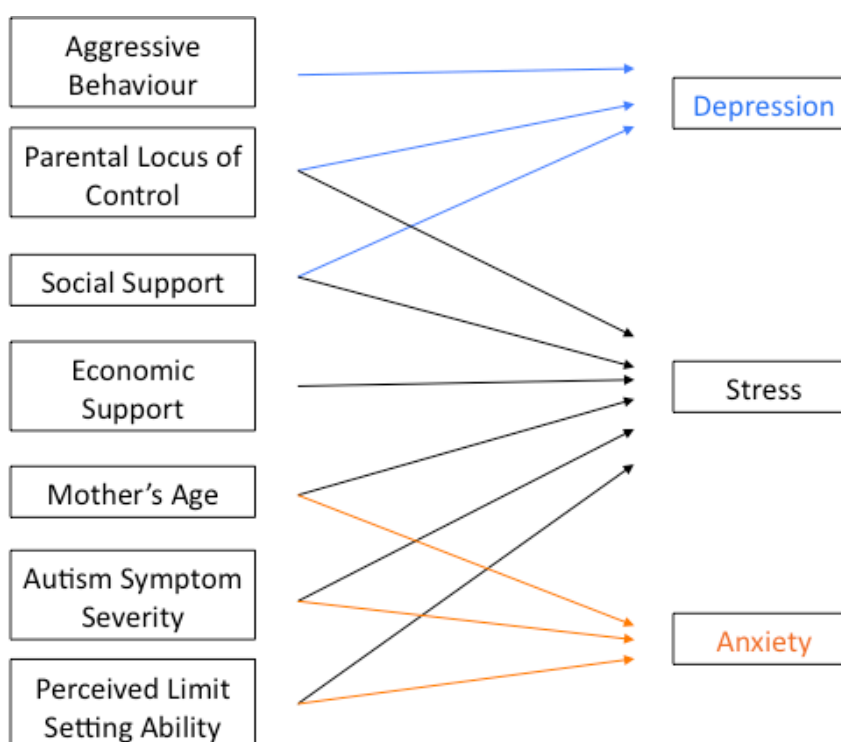 Aggressive
Behaviour
Depression
Parental Locus of
Control
Social Support
Economic
Support
Stress
Mother’s Age
Autism Symptom
Severity
Anxiety
Perceived Limit
Setting Ability